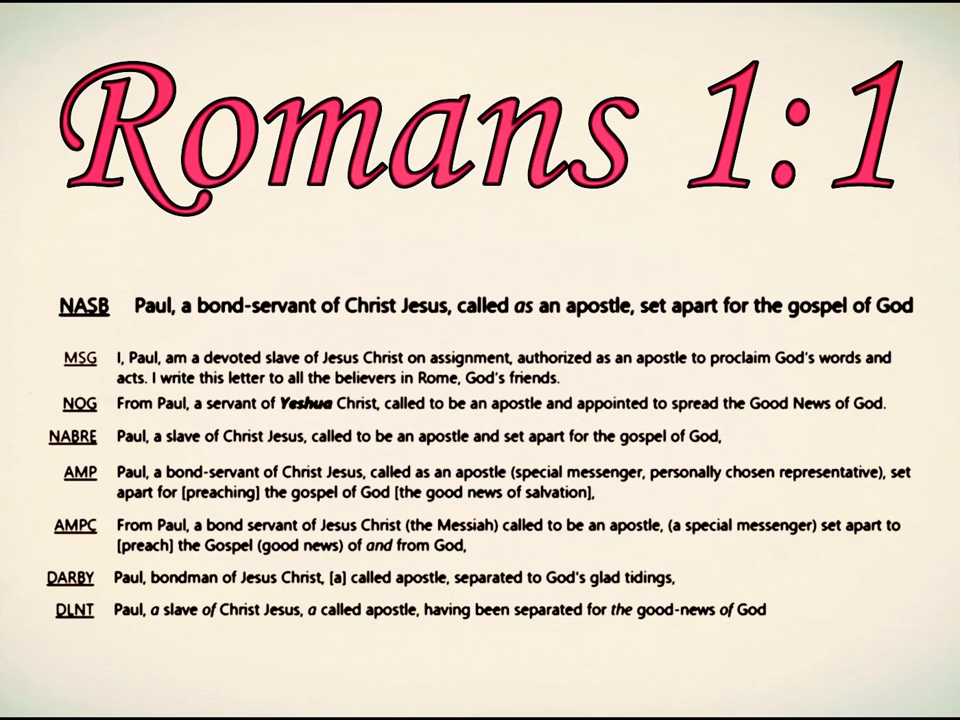 Romans 1:1
NASB Paul, a bond-servant of Christ Jesus, called as an apostle, set apart for the gospel of God
MSG I, Paul, am a devoted slave of Jesus Christ on assignment, authorized as an apostle to proclaim God's words and
acts. I write this letter to all the believers in Rome, God's friends.
NOG From Paul, a servant of Yeshua Christ, called to be an apostle and appointed to spread the Good News of God.
NABRE Paul, a slave of Christ Jesus, called to be an apostle and set apart for the gospel of God,
AMP Paul, a bond-servant of Christ Jesus, called as an apostle (special messenger, personally chosen representative), set
apart for [preaching] the gospel of God [the good news of salvation],
AMPC From Paul, a bond servant of Jesus Christ (the Messiah) called to be an apostle, (a special messenger) set apart to
[preach] the Gospel (good news) of and from God,
DARBY Paul, bondman of Jesus Christ, [a] called apostle, separated to God's glad tidings,
DLNT Paul, a slave of Christ Jesus, a called apostle, having been separated for the good-news of God